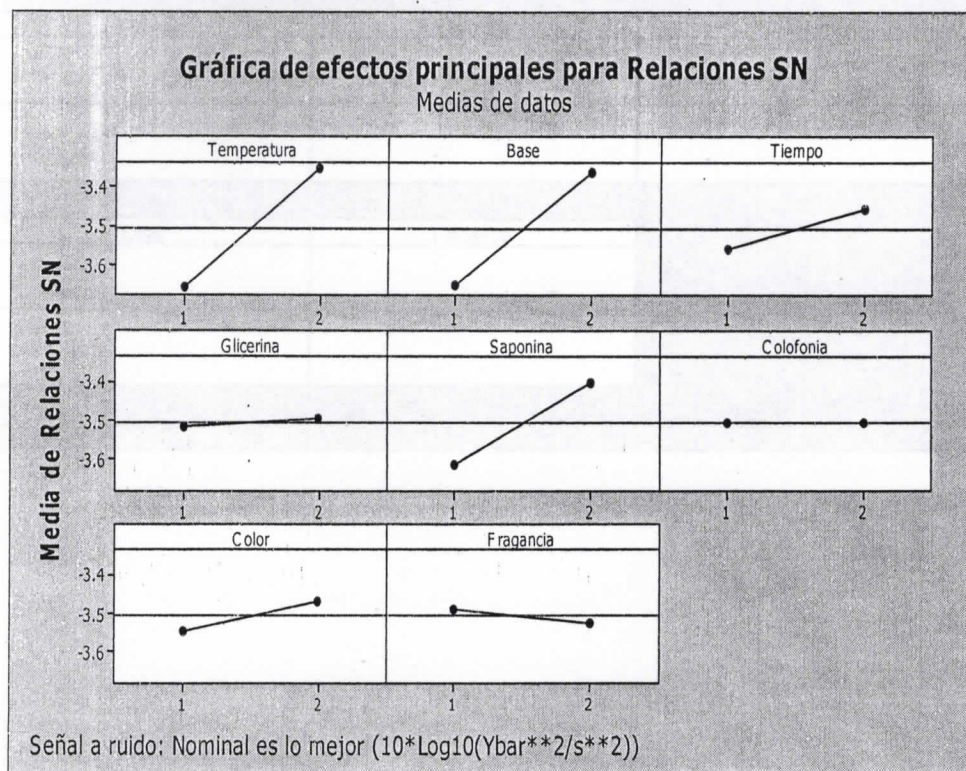 Gráfica de efectos principales para Relaciones SN
Medias de datos
Media de Relaciones SN
Temperatura Base Tiempo
-3.4
-3.5
-3.6
1 2 1 2 1 2
Glicerina Saponina Colofonia
-3.4
-3.5
-3.6
1 2 1 2 1 2
Color Fragancia
-3.4
-3.5
-3.6
1 2 1 2
Señal a ruido: Nominal es lo mejor (10*Log10(Ybar**2/s**2))